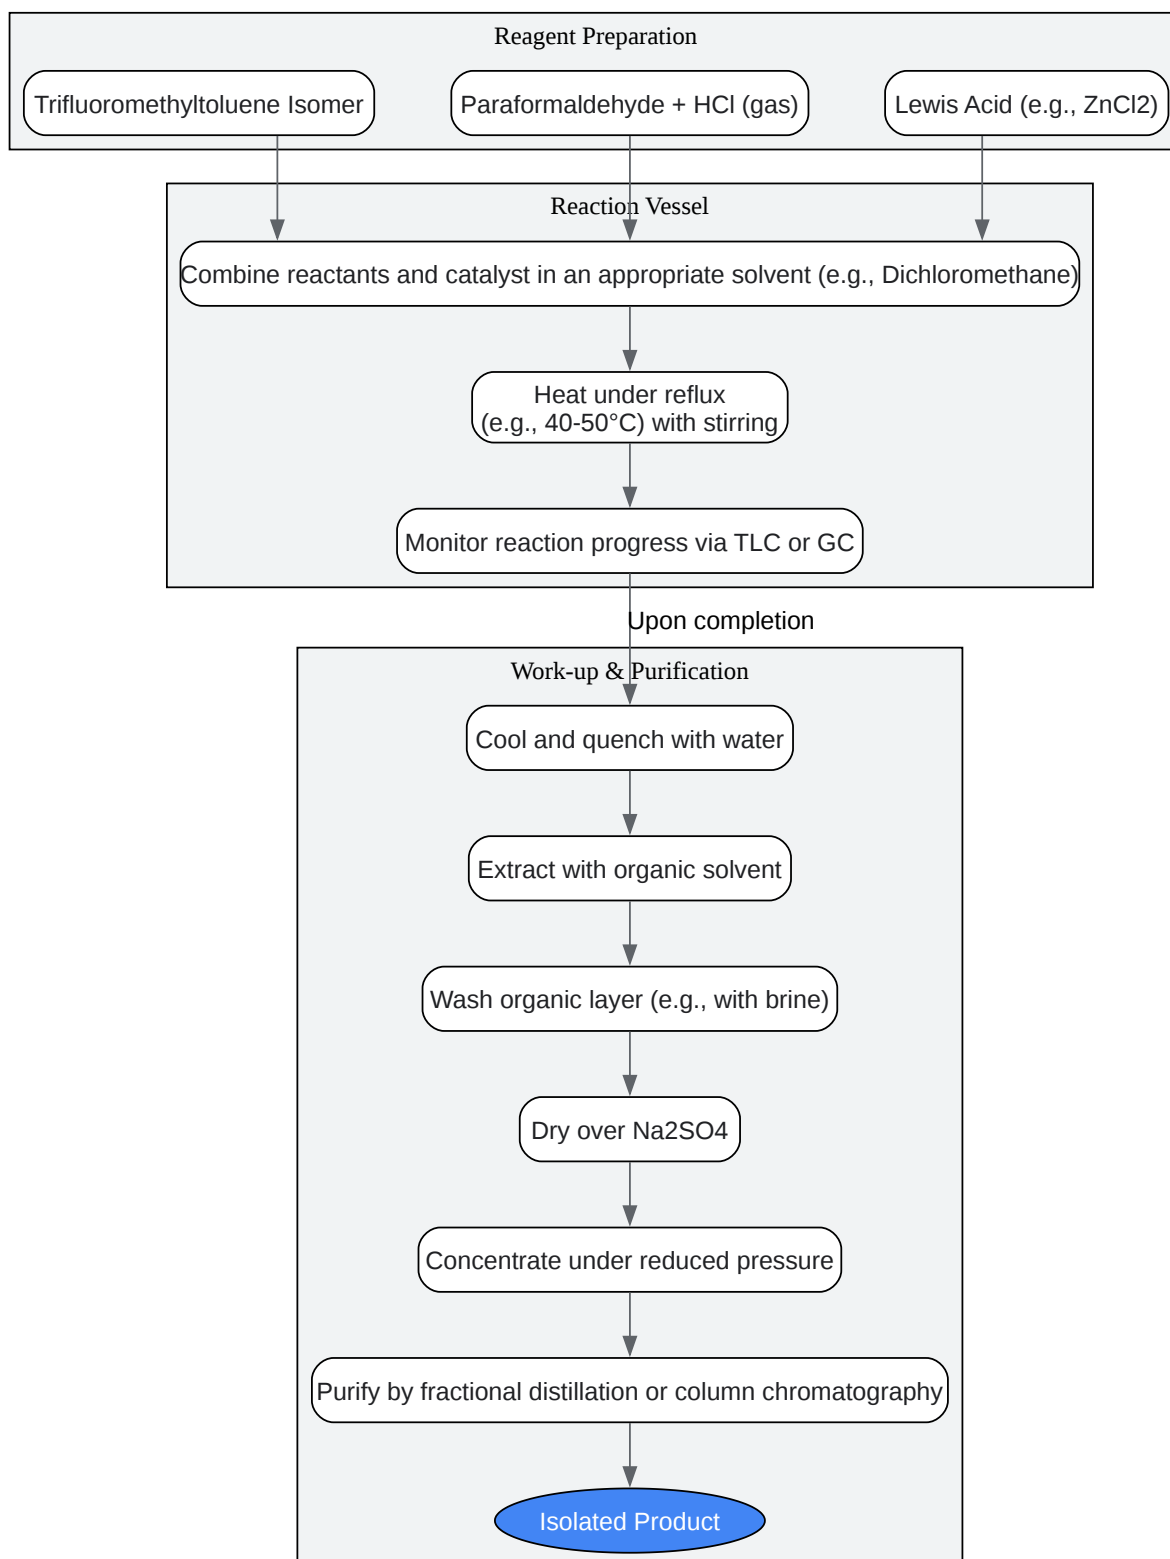 Reagent Preparation
Trifluoromethyltoluene Isomer
Paraformaldehyde + HCl (gas)
Lewis Acid (e.g., ZnCl2)
Reaction Vessel
Combine reactants and catalyst in an appropriate solvent (e.g., Dichloromethane)
Heat under reflux
(e.g., 40-50°C) with stirring
Monitor reaction progress via TLC or GC
Upon completion
Work-up & Purification
Cool and quench with water
Extract with organic solvent
Wash organic layer (e.g., with brine)
Dry over Na2SO4
Concentrate under reduced pressure
Purify by fractional distillation or column chromatography
Isolated Product